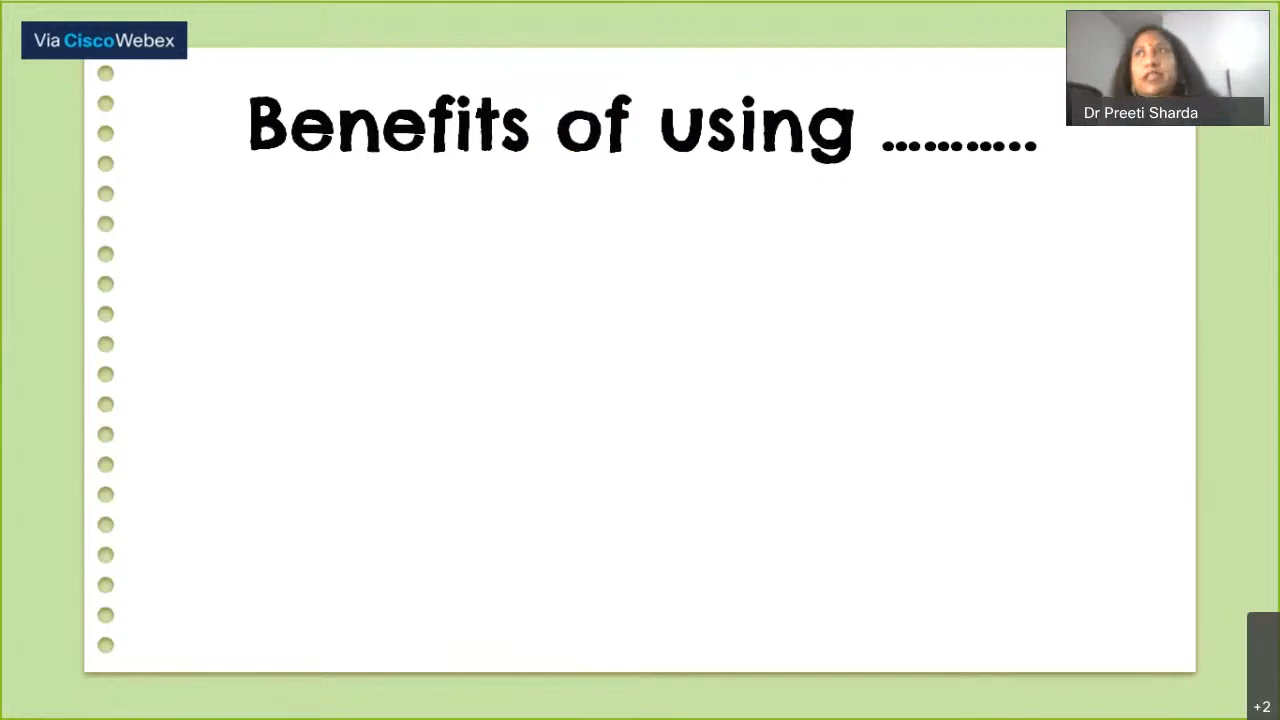 Via CiscoWebex
Benefits of using ………..
Dr Preeti Sharda
+2